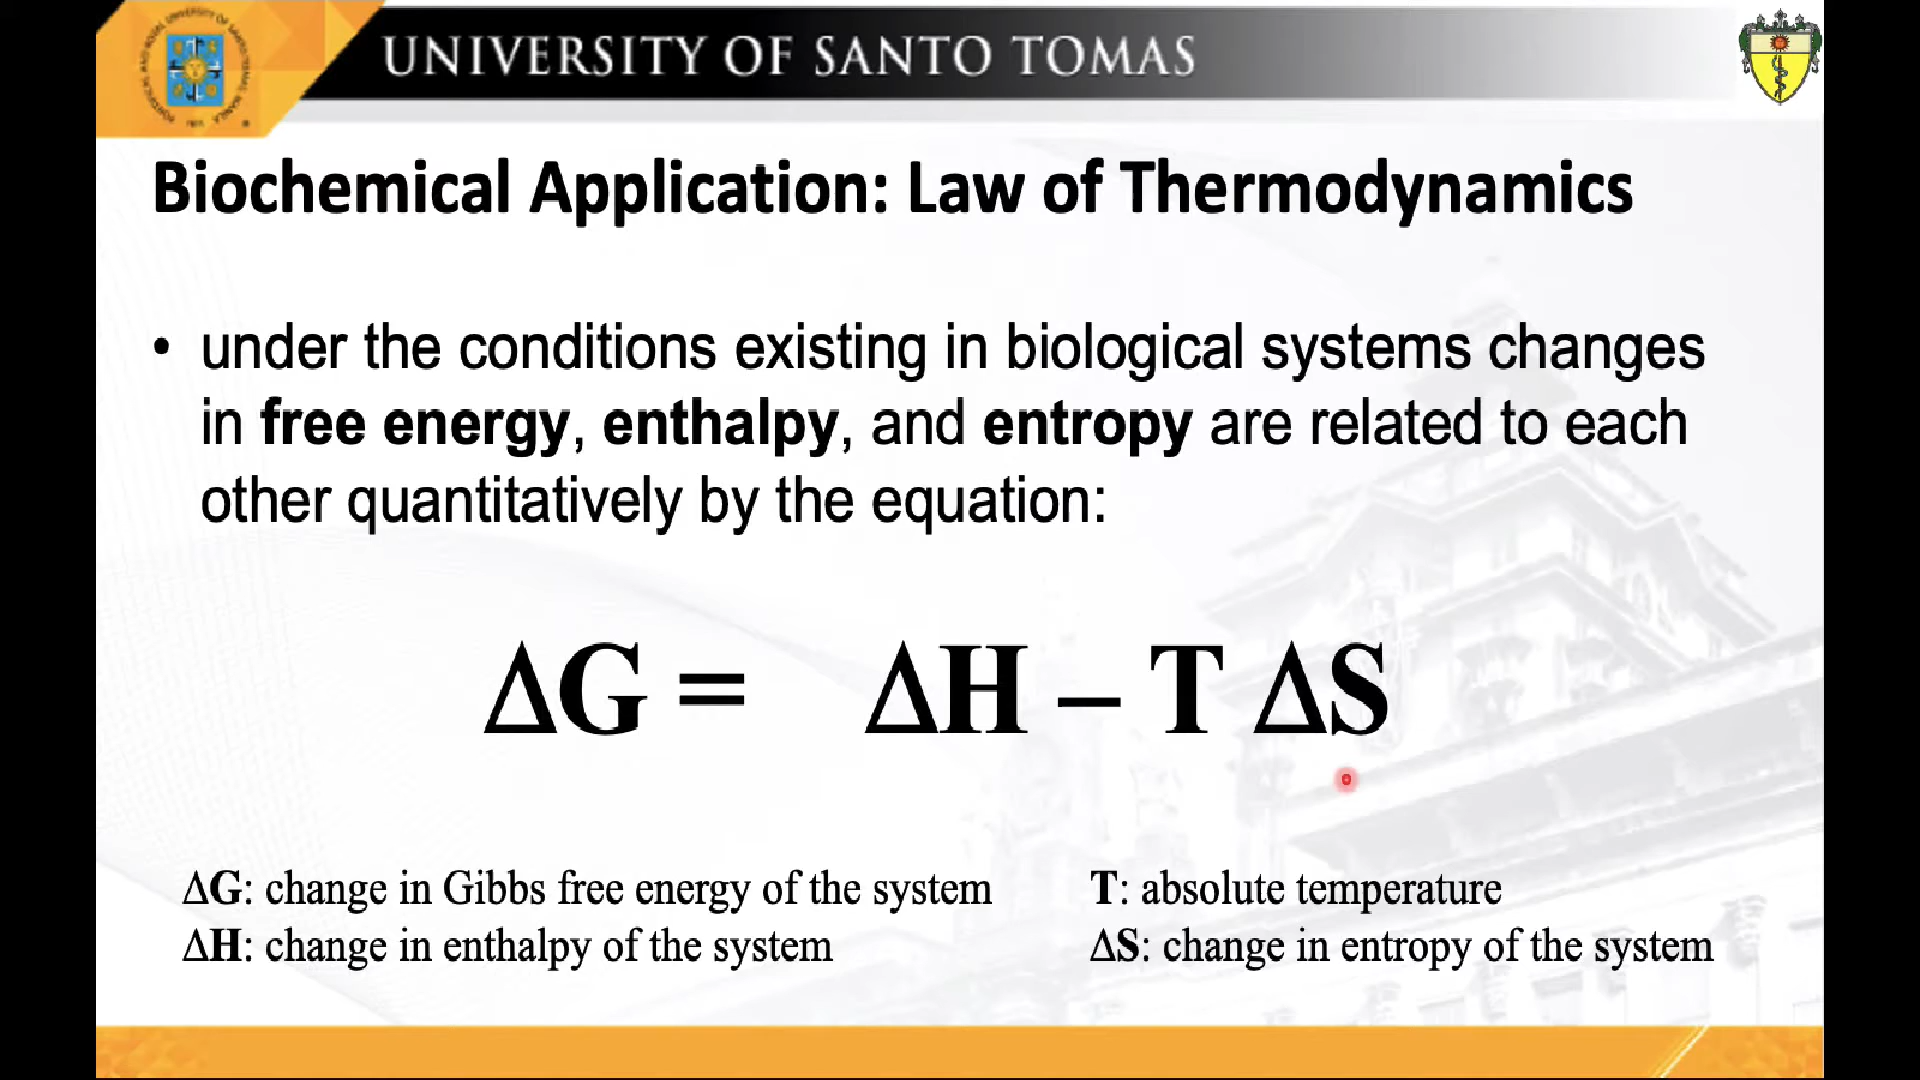 UNIVERSITY OF SANTO TOMAS
Biochemical Application: Law of Thermodynamics
• under the conditions existing in biological systems changes
in free energy, enthalpy, and entropy are related to each
other quantitatively by the equation:
ΔG = ΔH – T ΔS
ΔG: change in Gibbs free energy of the system
ΔH: change in enthalpy of the system
T: absolute temperature
ΔS: change in entropy of the system